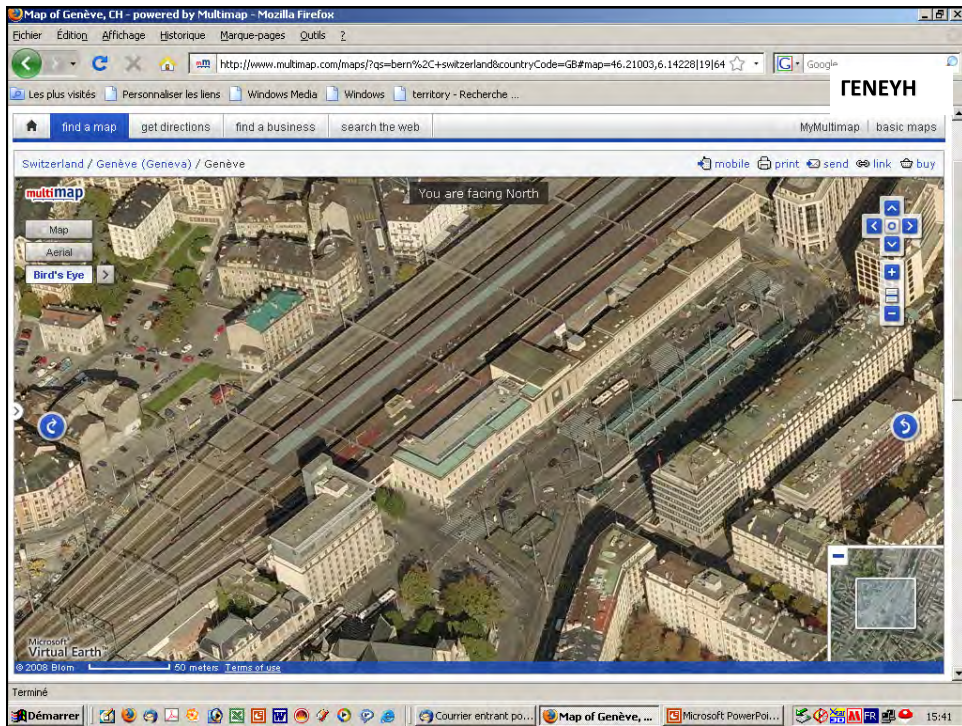 Map of Genève, CH - powered by Multimap - Mozilla Firefox
Fichier Édition Affichage Historique Marque-pages Outils ?
http://www.multimap.com/maps/?qs=bern%2C+switzerland&countryCode=GB#map=46.21003,6.14228|19|64
G Google
Les plus visités Personnaliser les liens Windows Media Windows territory - Recherche ...
ΓΕΝΕΥΗ
find a map get directions find a business search the web MyMultimap basic maps
Switzerland / Genève (Geneva) / Genève mobile print send link buy
multimap
You are facing North
Map
Aerial
Bird's Eye
Microsoft
Virtual Earth
© 2008 Blom 50 meters Terms of use
Terminé
Démarrer Courrier entrant po... Map of Genève, ... Microsoft PowerPoi... FR 15:41